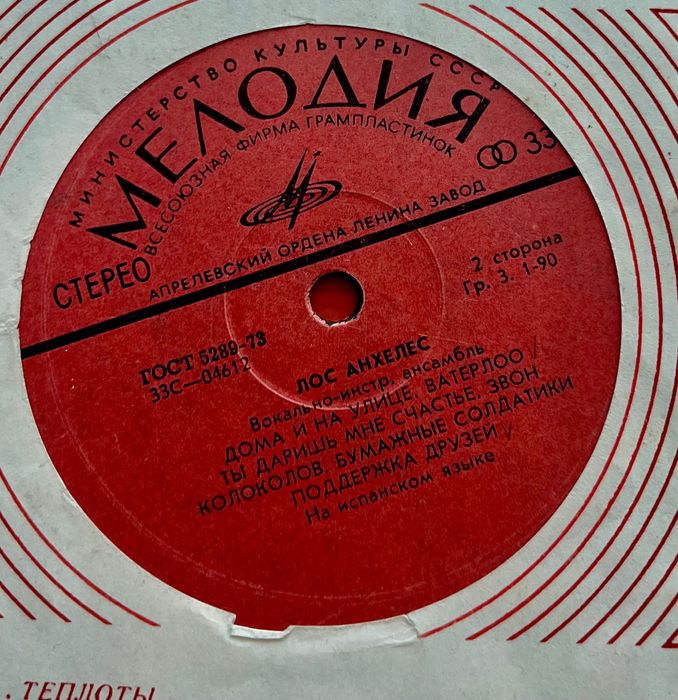 МИНИСТЕРСТВО КУЛЬТУРЫ СССР
МЕЛОДИЯ
ВСЕСОЮЗНАЯ ФИРМА ГРАМПЛАСТИНОК
33
СТЕРЕО
АПРЕЛЕВСКИЙ ОРДЕНА ЛЕНИНА ЗАВОД
2 сторона
Гр. 3. 1-90
ГОСТ 5289-73
33С—04612
ЛОС АНХЕЛЕС
Вокально-инстр. ансамбль
ДОМА И НА УЛИЦЕ, ВАТЕРЛОО /
ТЫ ДАРИШЬ МНЕ СЧАСТЬЕ, ЗВОН
КОЛОКОЛОВ, БУМАЖНЫЕ СОЛДАТИКИ
ПОДДЕРЖКА ДРУЗЕЙ /
На испанском языке
. ТЕПЛОТЫ